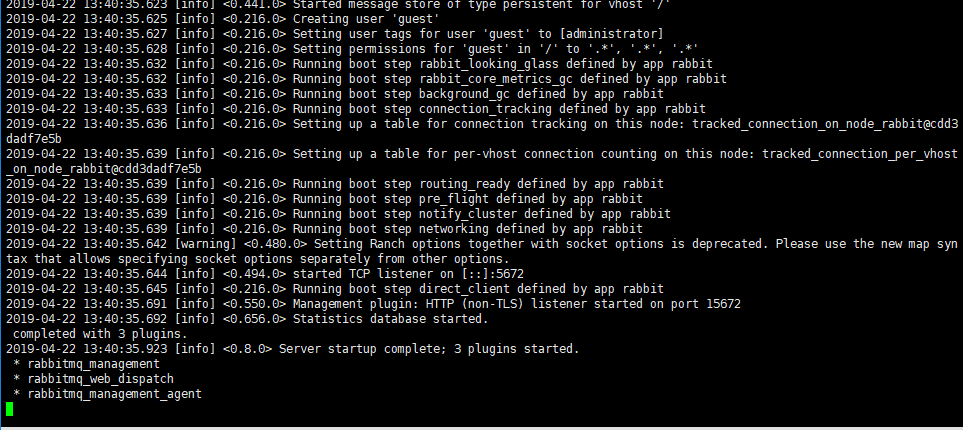 2019-04-22 13:40:35.623 [info] <0.441.0> Started message store of type persistent for vhost '/'
2019-04-22 13:40:35.625 [info] <0.216.0> Creating user 'guest'
2019-04-22 13:40:35.627 [info] <0.216.0> Setting user tags for user 'guest' to [administrator]
2019-04-22 13:40:35.628 [info] <0.216.0> Setting permissions for 'guest' in '/' to '.*', '.*', '.*'
2019-04-22 13:40:35.632 [info] <0.216.0> Running boot step rabbit_looking_glass defined by app rabbit
2019-04-22 13:40:35.632 [info] <0.216.0> Running boot step rabbit_core_metrics_gc defined by app rabbit
2019-04-22 13:40:35.633 [info] <0.216.0> Running boot step background_gc defined by app rabbit
2019-04-22 13:40:35.633 [info] <0.216.0> Running boot step connection_tracking defined by app rabbit
2019-04-22 13:40:35.636 [info] <0.216.0> Setting up a table for connection tracking on this node: tracked_connection_on_node_rabbit@cdd3
dadf7e5b
2019-04-22 13:40:35.639 [info] <0.216.0> Setting up a table for per-vhost connection counting on this node: tracked_connection_per_vhost
_on_node_rabbit@cdd3dadf7e5b
2019-04-22 13:40:35.639 [info] <0.216.0> Running boot step routing_ready defined by app rabbit
2019-04-22 13:40:35.639 [info] <0.216.0> Running boot step pre_flight defined by app rabbit
2019-04-22 13:40:35.639 [info] <0.216.0> Running boot step notify_cluster defined by app rabbit
2019-04-22 13:40:35.639 [info] <0.216.0> Running boot step networking defined by app rabbit
2019-04-22 13:40:35.642 [warning] <0.480.0> Setting Ranch options together with socket options is deprecated. Please use the new map syn
tax that allows specifying socket options separately from other options.
2019-04-22 13:40:35.644 [info] <0.494.0> started TCP listener on [::]:5672
2019-04-22 13:40:35.645 [info] <0.216.0> Running boot step direct_client defined by app rabbit
2019-04-22 13:40:35.691 [info] <0.550.0> Management plugin: HTTP (non-TLS) listener started on port 15672
2019-04-22 13:40:35.692 [info] <0.656.0> Statistics database started.
completed with 3 plugins.
2019-04-22 13:40:35.923 [info] <0.8.0> Server startup complete; 3 plugins started.
* rabbitmq_management
* rabbitmq_web_dispatch
* rabbitmq_management_agent